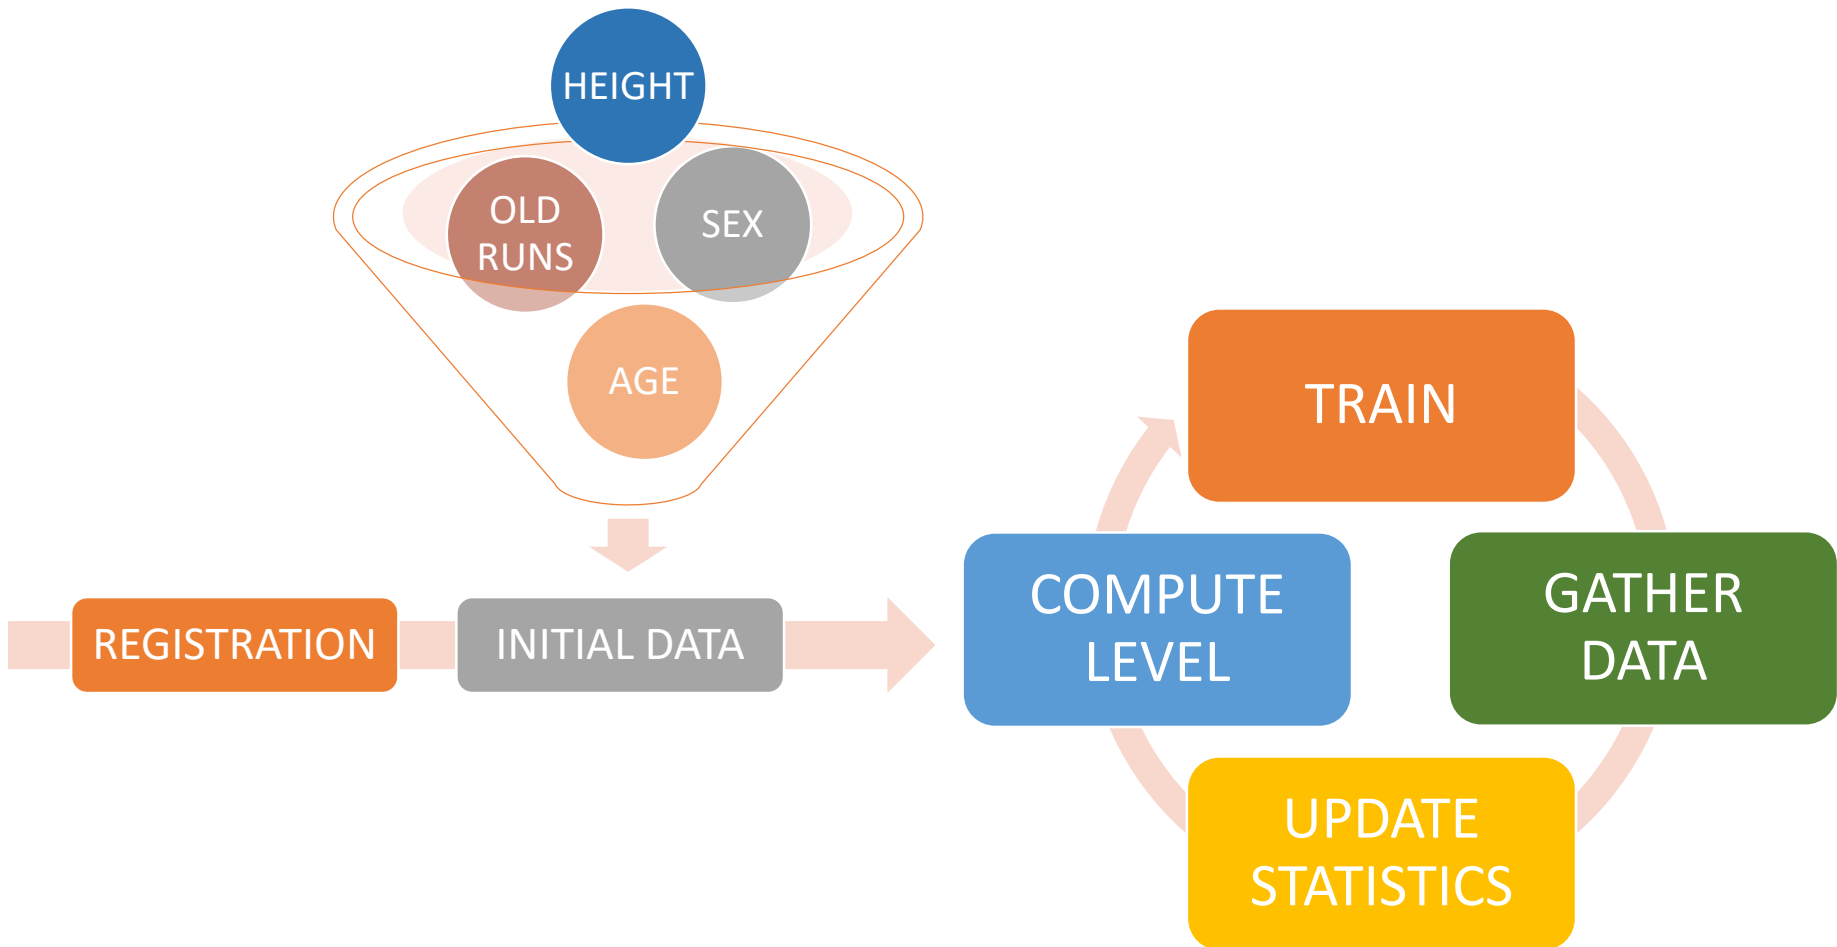 HEIGHT
OLD
RUNS
SEX
AGE
REGISTRATION
INITIAL DATA
TRAIN
COMPUTE
LEVEL
GATHER
DATA
UPDATE
STATISTICS